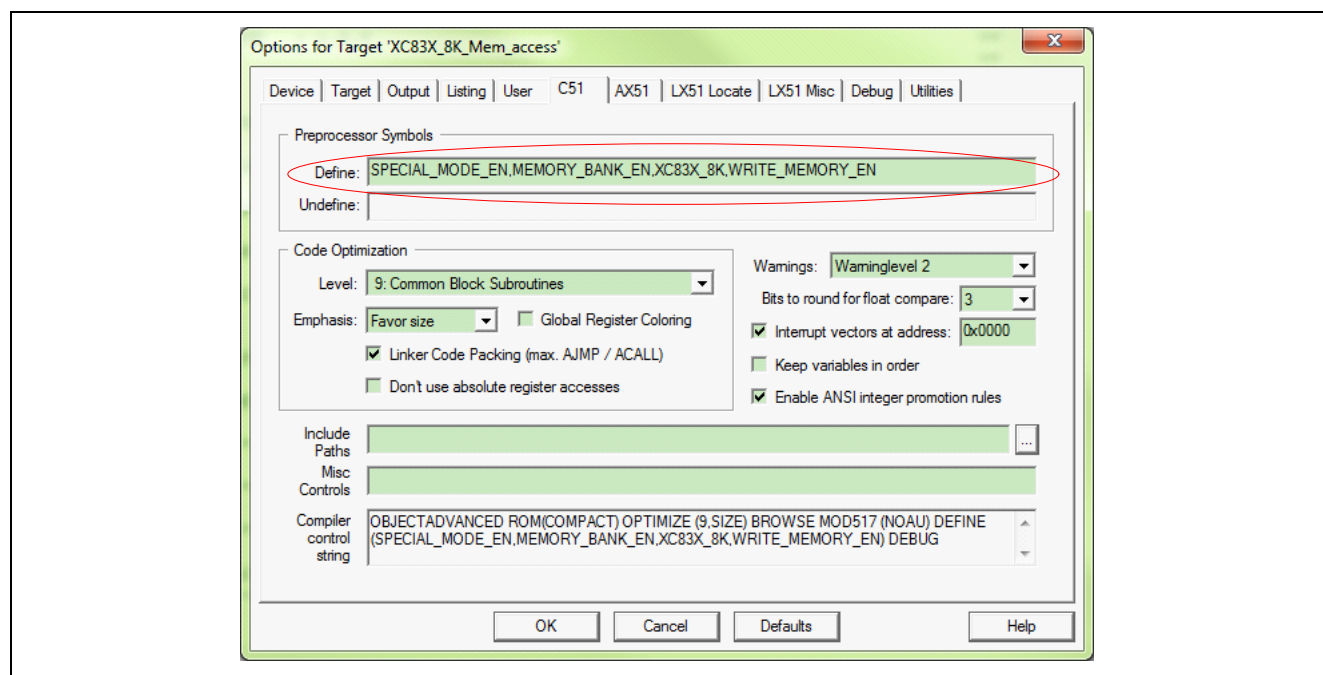 Options for Target 'XC83X_8K_Mem_access'
Device Target Output Listing User C51 AX51 LX51 Locate LX51 Misc Debug Utilities
Preprocessor Symbols
Define: SPECIAL_MODE_EN,MEMORY_BANK_EN,XC83X_8K,WRITE_MEMORY_EN
Undefine:
Code Optimization
Level: 9: Common Block Subroutines
Emphasis: Favor size Global Register Coloring
Linker Code Packing (max. AJMP / ACALL)
Don't use absolute register accesses
Warnings: Warninglevel 2
Bits to round for float compare: 3
Interrupt vectors at address: 0x0000
Keep variables in order
Enable ANSI integer promotion rules
Include
Paths
...
Misc
Controls
Compiler
control
string
OBJECTADVANCED ROM(COMPACT) OPTIMIZE (9,SIZE) BROWSE MOD517 (NOAU) DEFINE
(SPECIAL_MODE_EN,MEMORY_BANK_EN,XC83X_8K,WRITE_MEMORY_EN) DEBUG
OK Cancel Defaults Help